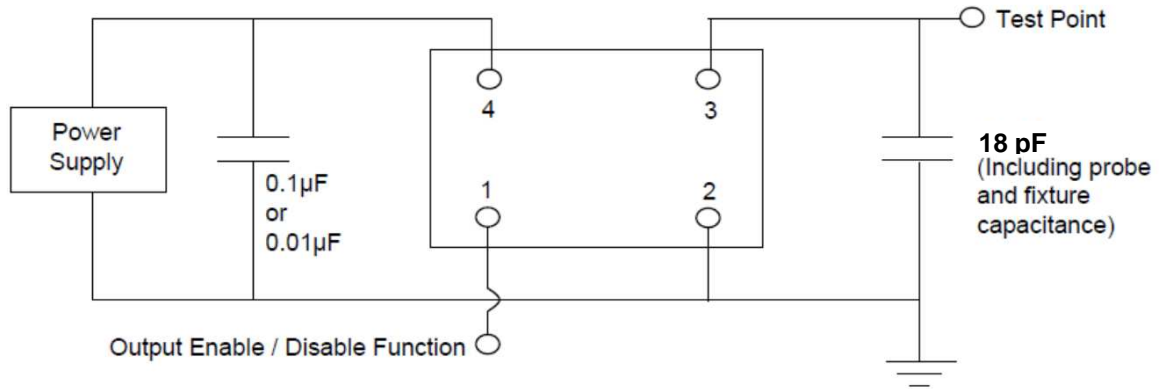 Test Point
4
3
Power
Supply
18 pF
(Including probe
and fixture
capacitance)
0.1µF
or
0.01µF
1
2
Output Enable / Disable Function